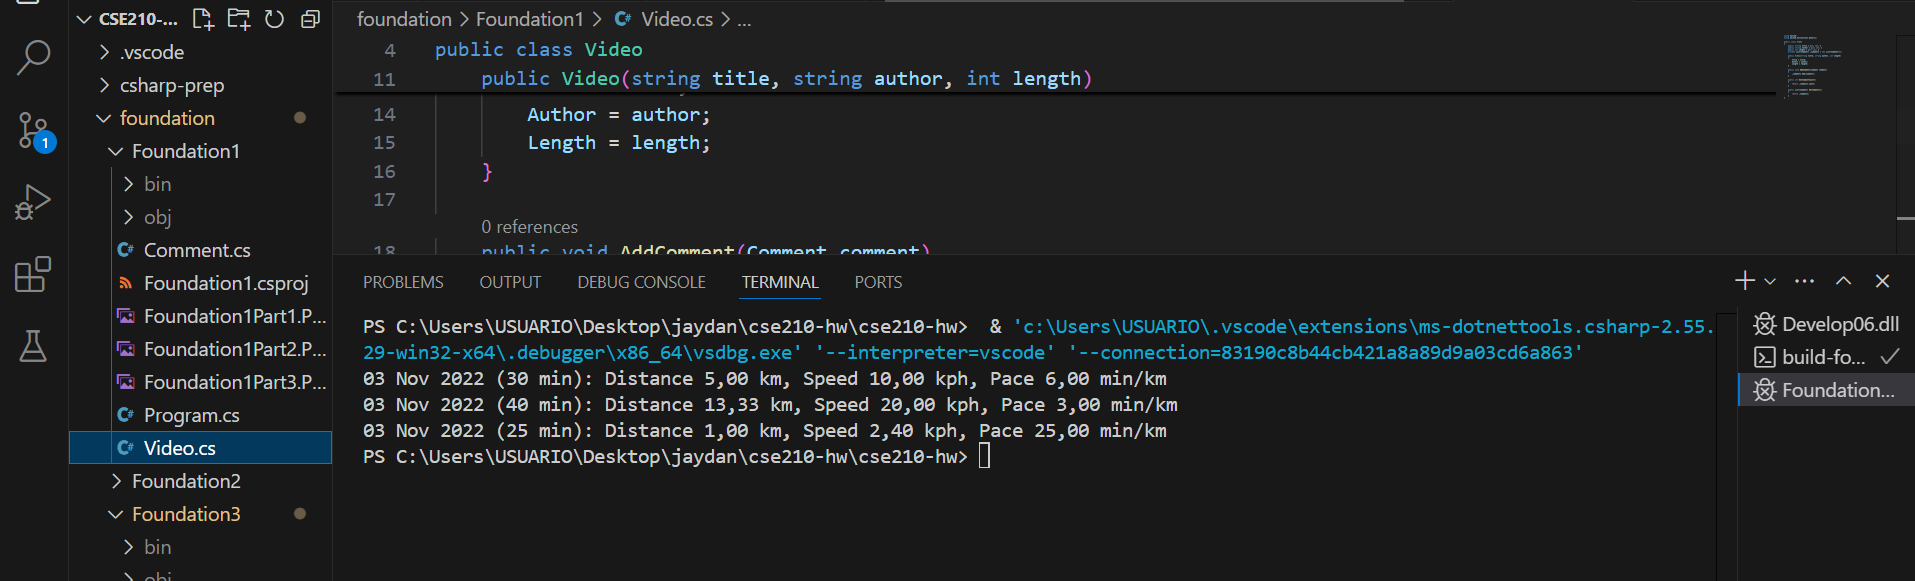 CSE210-...
.vscode
csharp-prep
foundation
Foundation1
bin
obj
Comment.cs
Foundation1.csproj
Foundation1Part1.P...
Foundation1Part2.P...
Foundation1Part3.P...
Program.cs
Video.cs
Foundation2
Foundation3
bin
obj
1
foundation > Foundation1 > C# Video.cs > ...
4 public class Video
11 public Video(string title, string author, int length)
14 Author = author;
15 Length = length;
16 }
17
0 references
18 public void AddComment(Comment comment)
PROBLEMS OUTPUT DEBUG CONSOLE TERMINAL PORTS
PS C:\Users\USUARIO\Desktop\jaydan\cse210-hw\cse210-hw>  & 'c:\Users\USUARIO\.vscode\extensions\ms-dotnettools.csharp-2.55.
29-win32-x64\.debugger\x86_64\vsdbg.exe' '--interpreter=vscode' '--connection=83190c8b44cb421a8a89d9a03cd6a863'
03 Nov 2022 (30 min): Distance 5,00 km, Speed 10,00 kph, Pace 6,00 min/km
03 Nov 2022 (40 min): Distance 13,33 km, Speed 20,00 kph, Pace 3,00 min/km
03 Nov 2022 (25 min): Distance 1,00 km, Speed 2,40 kph, Pace 25,00 min/km
PS C:\Users\USUARIO\Desktop\jaydan\cse210-hw\cse210-hw>
Develop06.dll
build-fo...
Foundation...